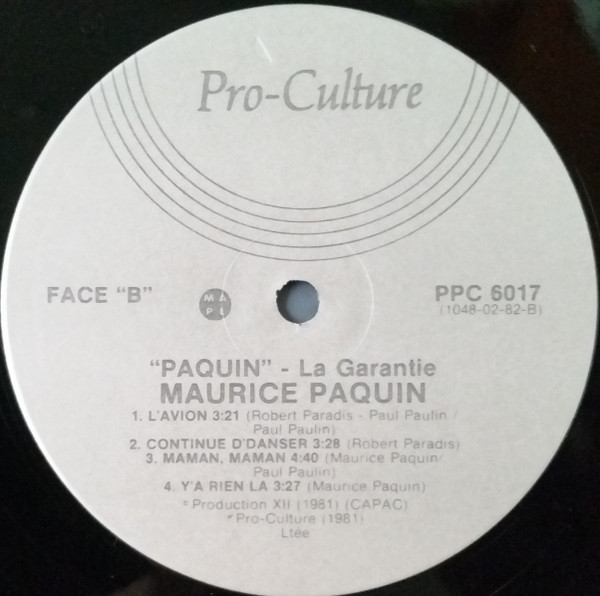 Pro-Culture
FACE "B"
MAPL
PPC 6017
(1048-02-82-B)
"PAQUIN" - La Garantie
MAURICE PAQUIN
1. L'AVION 3:21 (Robert Paradis - Paul Paulin /
Paul Paulin)
2. CONTINUE D'DANSER 3:28 (Robert Paradis)
3. MAMAN, MAMAN 4:40 (Maurice Paquin/
Paul Paulin)
4. Y'A RIEN LA 3:27 (Maurice Paquin)
Production XII (1981) (CAPAC)
Pro-Culture (1981)
Ltée